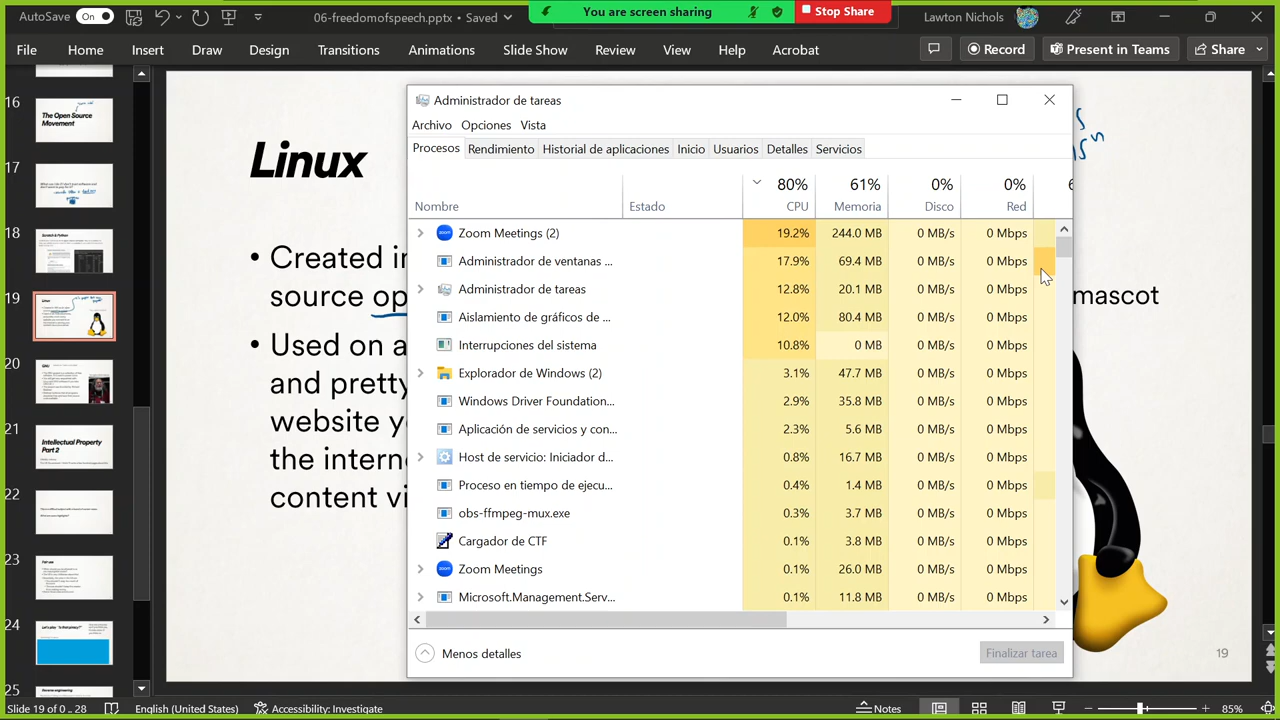 AutoSave On 06-freedomofspeech.pptx • Saved You are screen sharing Stop Share Lawton Nichols
File Home Insert Draw Design Transitions Animations Slide Show Review View Help Acrobat Record Present in Teams Share
16 The Open Source Movement
17
18
19
20
21 Intellectual Property Part 2
22
23 Fair use
24
25 Reverse engineering
Linux
• Created in
source op
mascot
• Used on a
and pretty
website yo
the intern
content vi
19
Administrador de tareas
Archivo Opciones Vista
Procesos Rendimiento Historial de aplicaciones Inicio Usuarios Detalles Servicios
61% 0% 0%
Nombre Estado CPU Memoria Disco Red
Zoom Meetings (2) 19.2% 244.0 MB 0 MB/s 0 Mbps
Administrador de ventanas ... 17.9% 69.4 MB 0 MB/s 0 Mbps
Administrador de tareas 12.8% 20.1 MB 0 MB/s 0 Mbps
Aislamiento de gráficos de ... 12.0% 80.4 MB 0 MB/s 0 Mbps
Interrupciones del sistema 10.8% 0 MB 0 MB/s 0 Mbps
Explorador de Windows (2) 3.1% 47.7 MB 0 MB/s 0 Mbps
Windows Driver Foundation... 2.9% 35.8 MB 0 MB/s 0 Mbps
Aplicación de servicios y con... 2.3% 5.6 MB 0 MB/s 0 Mbps
Host de servicio: Iniciador d... 0.8% 16.7 MB 0 MB/s 0 Mbps
Proceso en tiempo de ejecu... 0.4% 1.4 MB 0 MB/s 0 Mbps
obs-ffmpeg-mux.exe 0.3% 3.7 MB 0 MB/s 0 Mbps
Cargador de CTF 0.1% 3.8 MB 0 MB/s 0 Mbps
Zoom Meetings 0.1% 26.0 MB 0 MB/s 0 Mbps
Microsoft.Management.Serv... 0.1% 11.8 MB 0 MB/s 0 Mbps
Menos detalles Finalizar tarea
Slide 19 of 0 .. 28 English (United States) Accessibility: Investigate Notes 85%